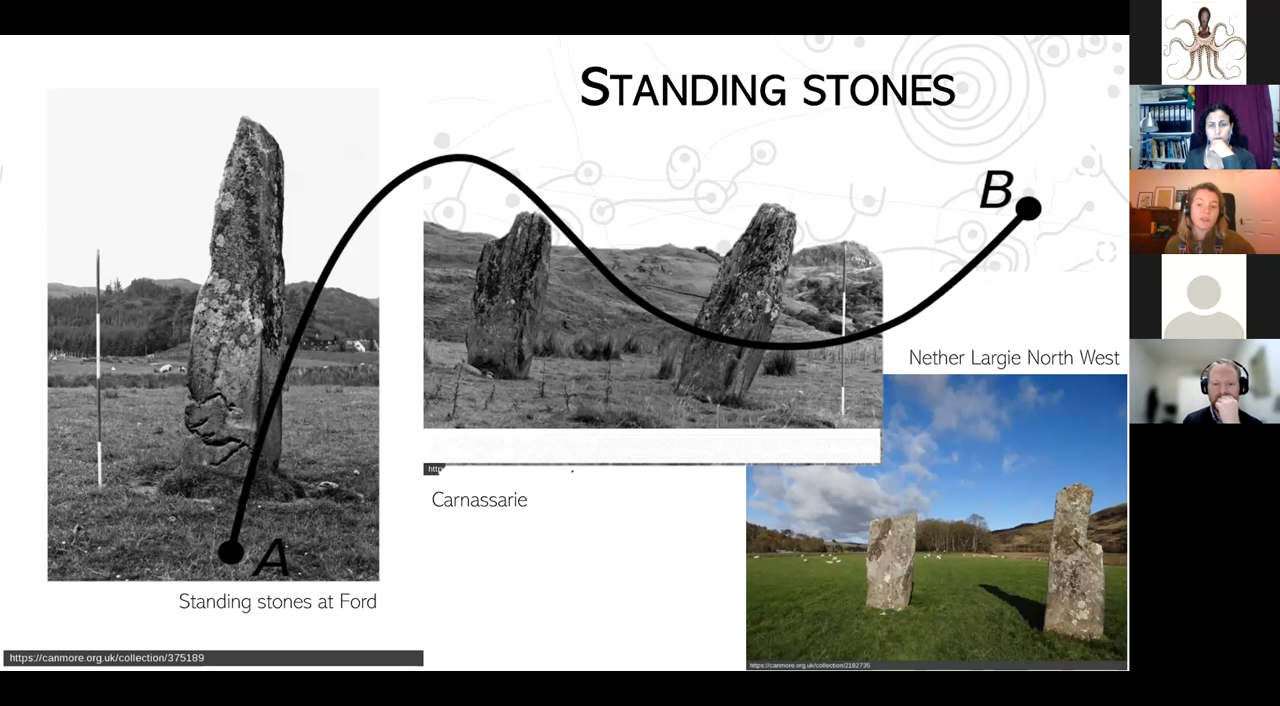 STANDING STONES
B
Nether Largie North West
http
Carnassarie
A
Standing stones at Ford
https://canmore.org.uk/collection/375189
https://canmore.org.uk/collection/2182735